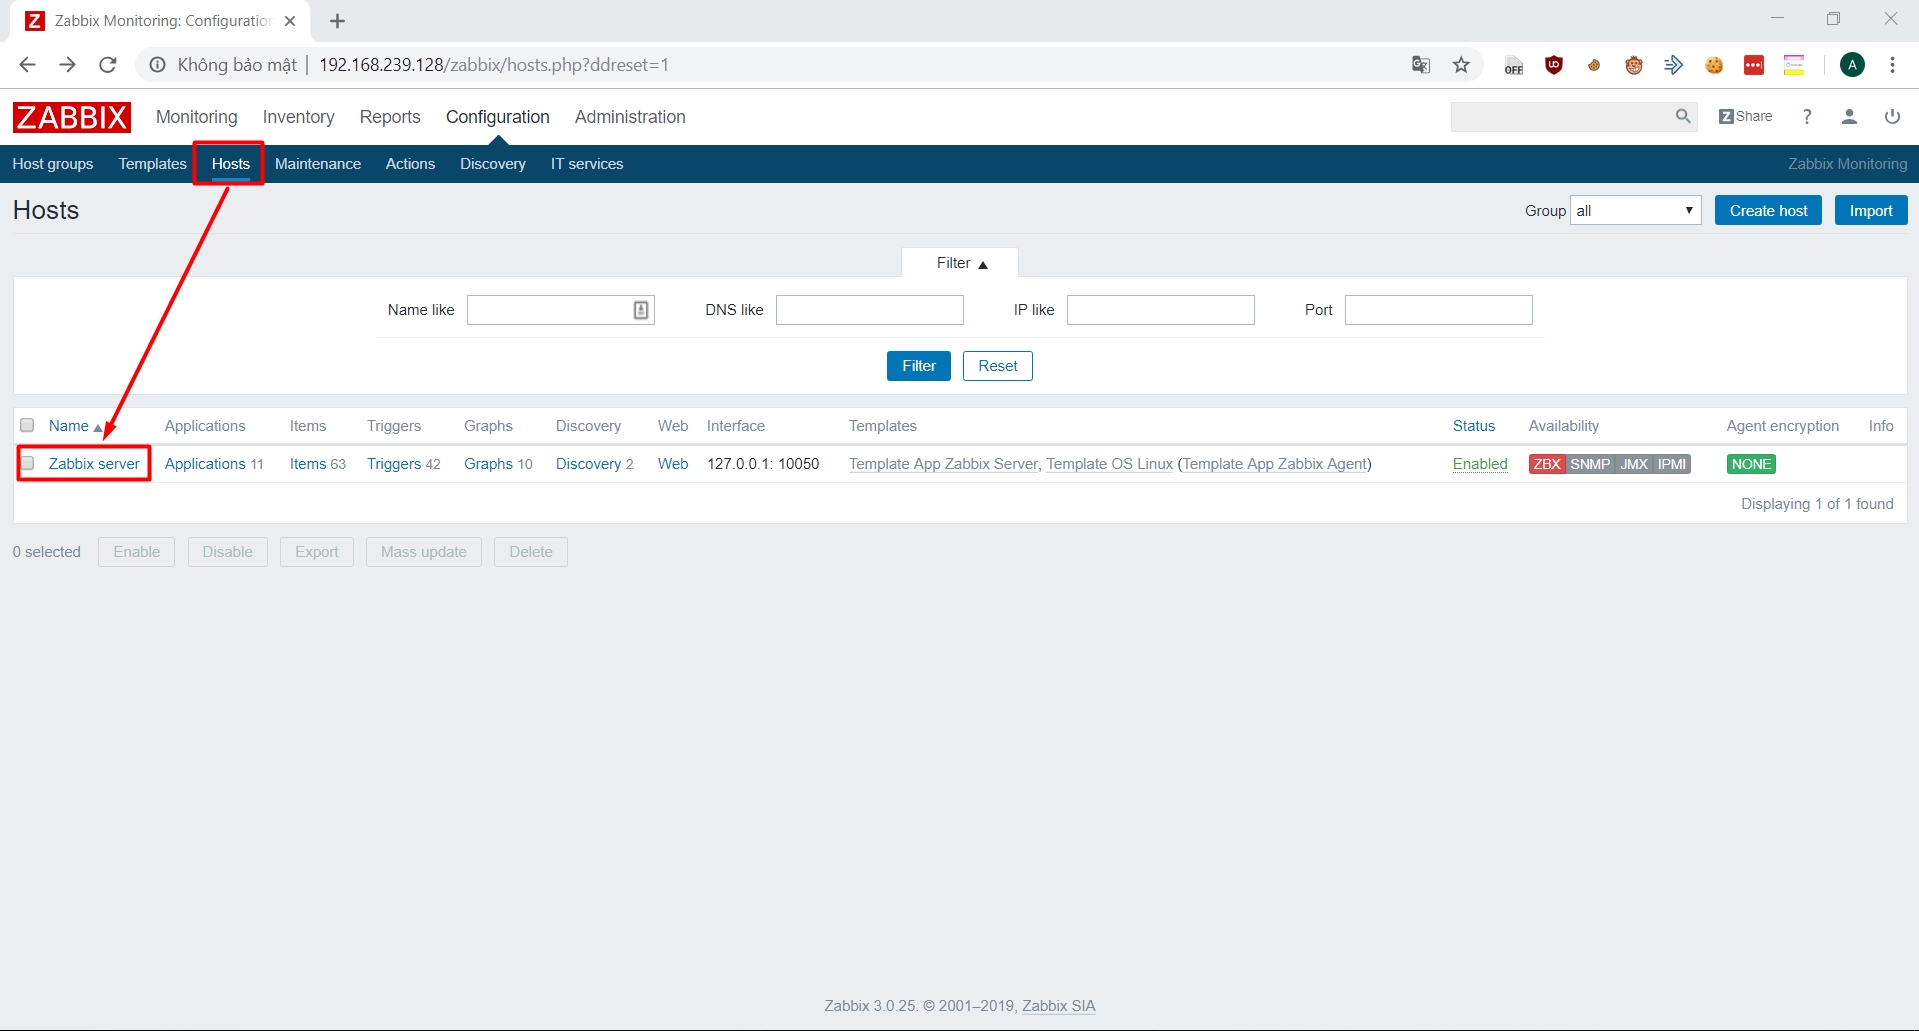 Z Zabbix Monitoring: Configuration
Không bảo mật | 192.168.239.128/zabbix/hosts.php?ddreset=1
OFF
A
ZABBIX Monitoring Inventory Reports Configuration Administration Z Share ?
Host groups Templates Hosts Maintenance Actions Discovery IT services Zabbix Monitoring
Hosts Group all Create host Import
Filter ▲
Name like DNS like IP like Port
Filter Reset
Name ▲ Applications Items Triggers Graphs Discovery Web Interface Templates Status Availability Agent encryption Info
Zabbix server Applications 11 Items 63 Triggers 42 Graphs 10 Discovery 2 Web 127.0.0.1: 10050 Template App Zabbix Server, Template OS Linux (Template App Zabbix Agent) Enabled ZBX SNMP JMX IPMI NONE
Displaying 1 of 1 found
0 selected Enable Disable Export Mass update Delete
Zabbix 3.0.25. © 2001–2019, Zabbix SIA